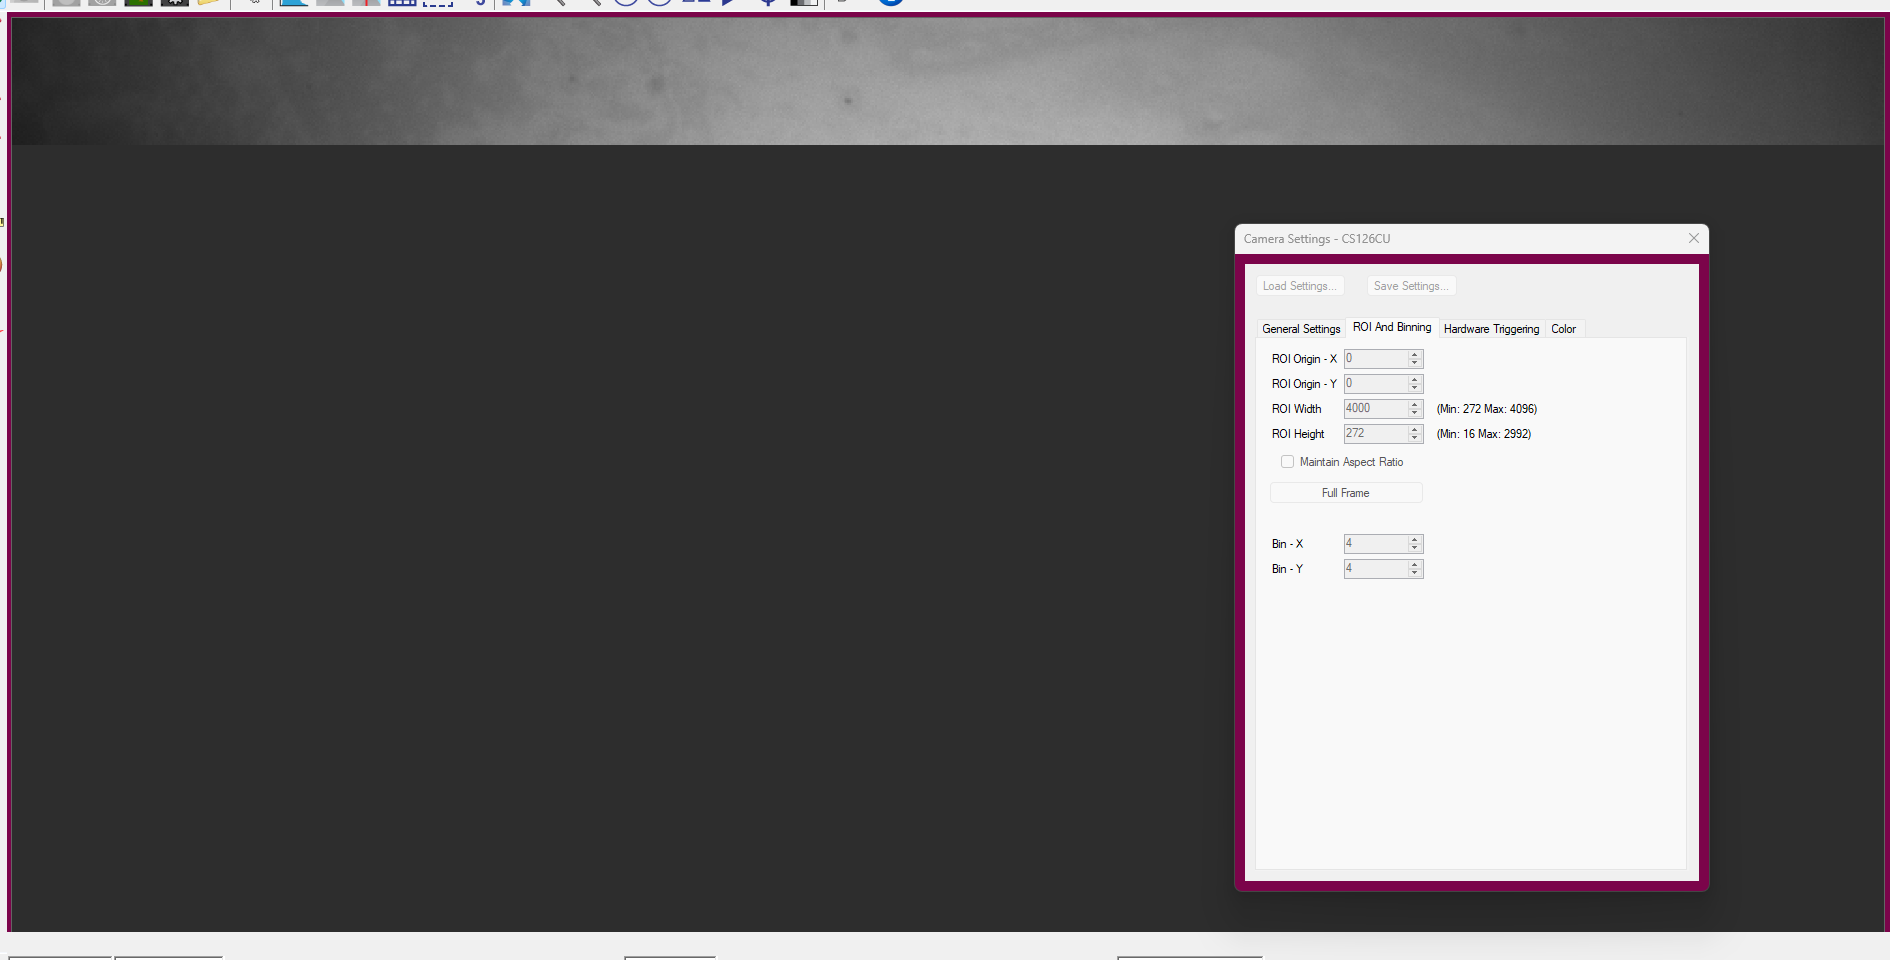 Camera Settings - CS126CU
Load Settings... Save Settings...
General Settings ROI And Binning Hardware Triggering Color
ROI Origin - X 0
ROI Origin - Y 0
ROI Width 4000 (Min: 272 Max: 4096)
ROI Height 272 (Min: 16 Max: 2992)
Maintain Aspect Ratio
Full Frame
Bin - X 4
Bin - Y 4